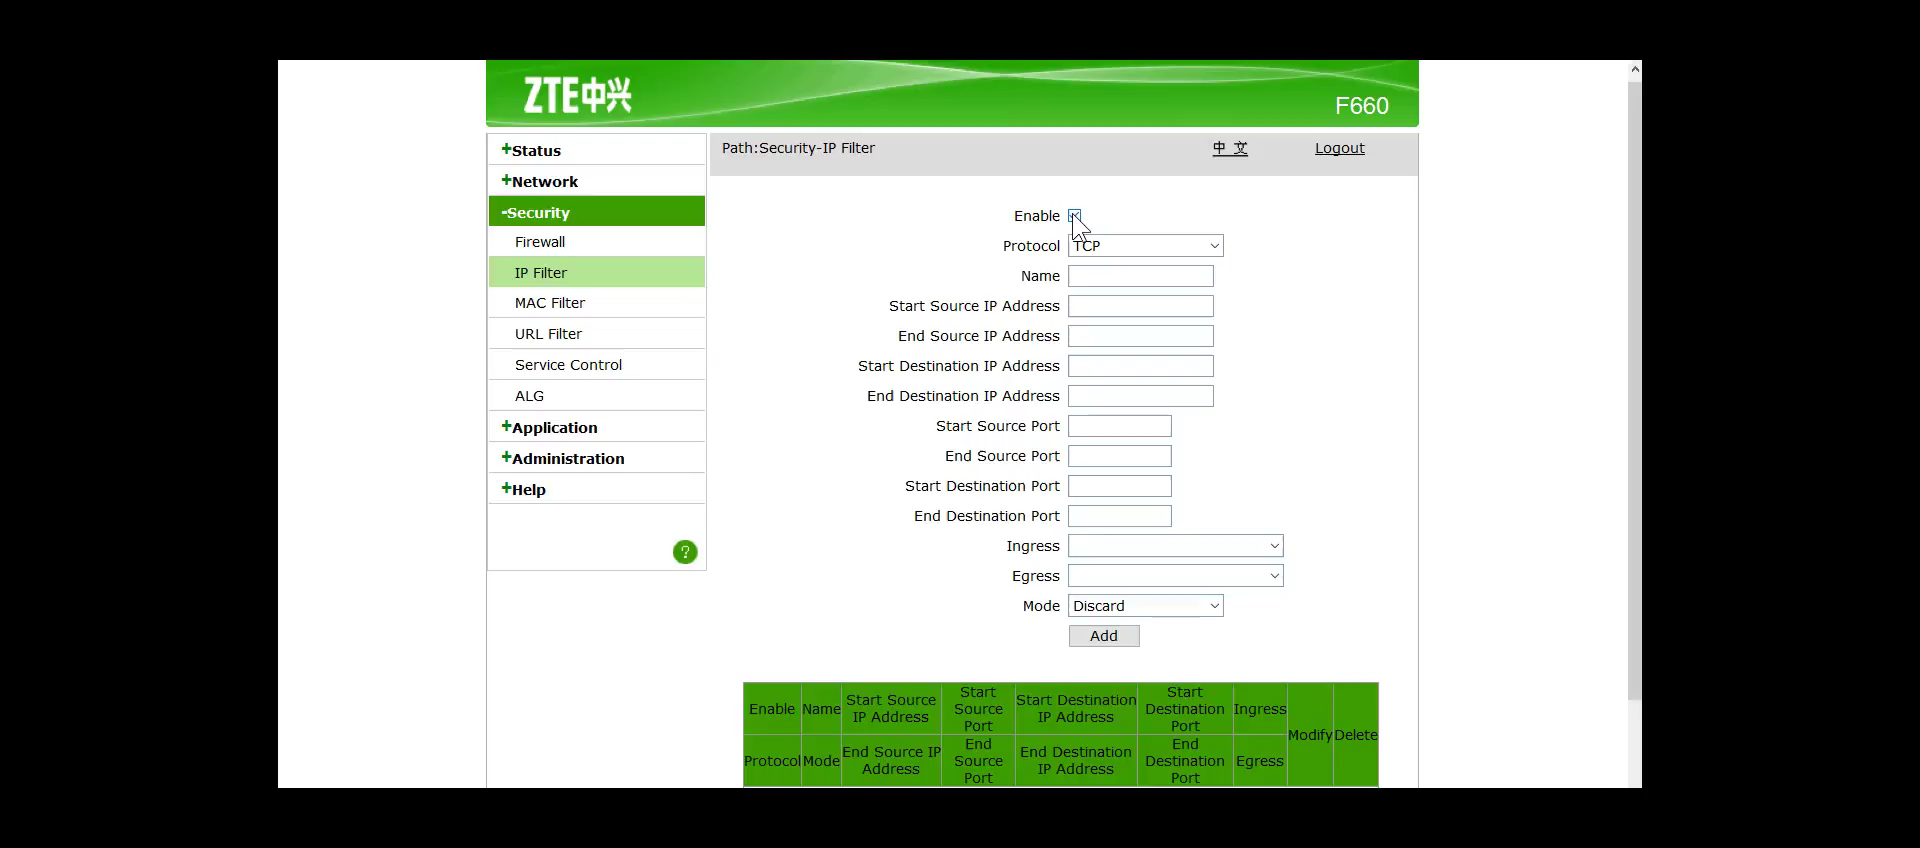 ZTE中兴
F660
+Status
+Network
-Security
Firewall
IP Filter
MAC Filter
URL Filter
Service Control
ALG
+Application
+Administration
+Help
?
Path:Security-IP Filter
中 文
Logout
Enable
Protocol TCP
Name
Start Source IP Address
End Source IP Address
Start Destination IP Address
End Destination IP Address
Start Source Port
End Source Port
Start Destination Port
End Destination Port
Ingress
Egress
Mode Discard
Add
Enable
Name
Start Source
IP Address
Start
Source
Port
Start Destination
IP Address
Start
Destination
Port
Ingress
Modify
Delete
Protocol
Mode
End Source IP
Address
End
Source
Port
End Destination
IP Address
End
Destination
Port
Egress